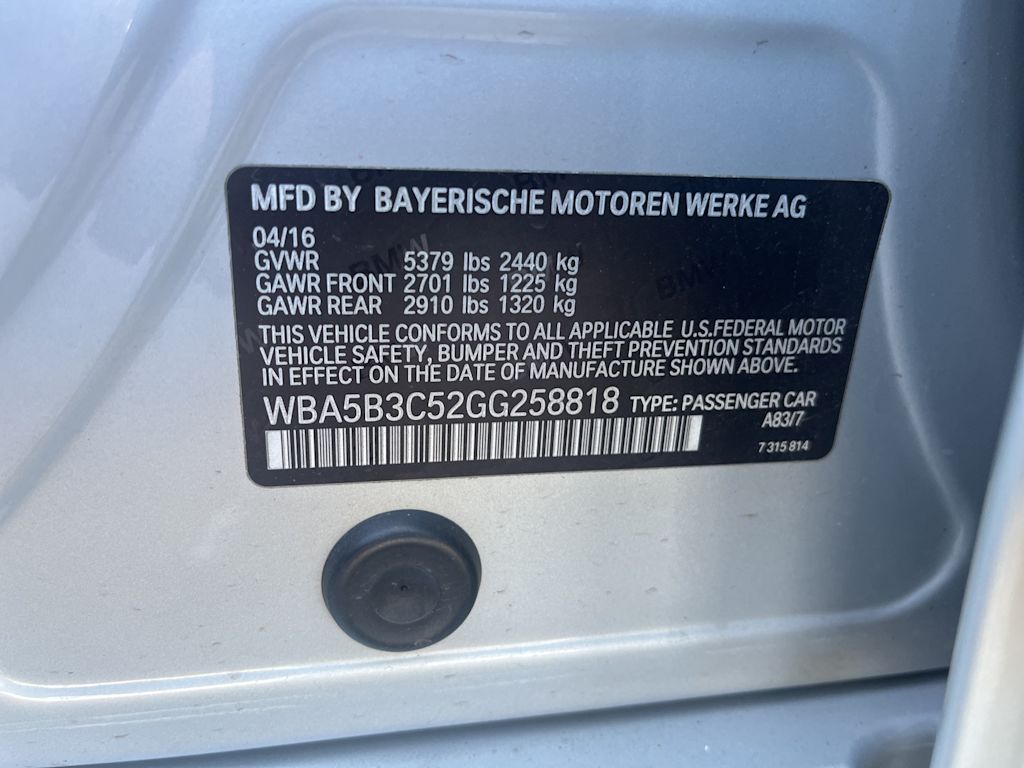 MFD BY BAYERISCHE MOTOREN WERKE AG
04/16
GVWR 5379 lbs 2440 kg
GAWR FRONT 2701 lbs 1225 kg
GAWR REAR 2910 lbs 1320 kg
THIS VEHICLE CONFORMS TO ALL APPLICABLE U.S.FEDERAL MOTOR
VEHICLE SAFETY, BUMPER AND THEFT PREVENTION STANDARDS
IN EFFECT ON THE DATE OF MANUFACTURE SHOWN ABOVE.
WBA5B3C52GG258818 TYPE: PASSENGER CAR
A83/7
7 315 814